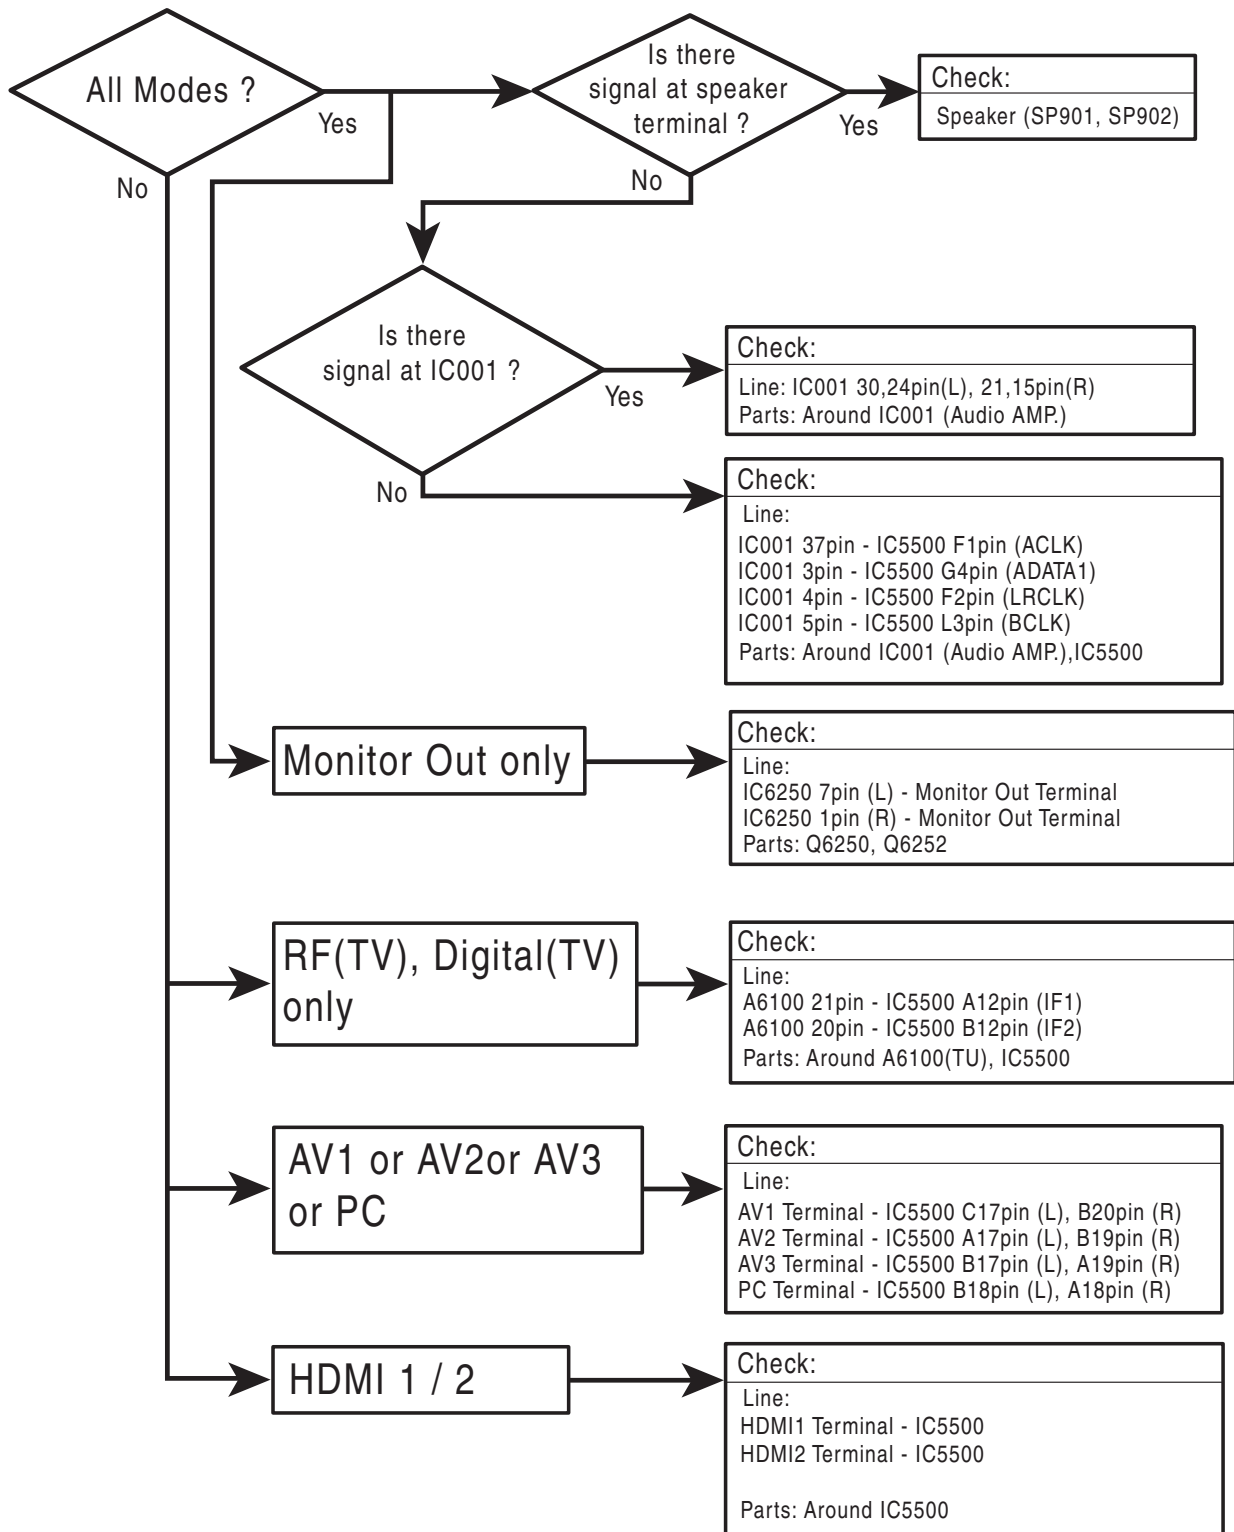 All Modes ?
Yes
No
Is there
signal at speaker
terminal ?
Yes
No
Check:
Speaker (SP901, SP902)
Is there
signal at IC001 ?
Yes
No
Check:
Line: IC001 30,24pin(L), 21,15pin(R)
Parts: Around IC001 (Audio AMP.)
Check:
Line:
IC001 37pin - IC5500 F1pin (ACLK)
IC001 3pin - IC5500 G4pin (ADATA1)
IC001 4pin - IC5500 F2pin (LRCLK)
IC001 5pin - IC5500 L3pin (BCLK)
Parts: Around IC001 (Audio AMP.),IC5500
Monitor Out only
Check:
Line:
IC6250 7pin (L) - Monitor Out Terminal
IC6250 1pin (R) - Monitor Out Terminal
Parts: Q6250, Q6252
RF(TV), Digital(TV)
only
Check:
Line:
A6100 21pin - IC5500 A12pin (IF1)
A6100 20pin - IC5500 B12pin (IF2)
Parts: Around A6100(TU), IC5500
AV1 or AV2or AV3
or PC
Check:
Line:
AV1 Terminal - IC5500 C17pin (L), B20pin (R)
AV2 Terminal - IC5500 A17pin (L), B19pin (R)
AV3 Terminal - IC5500 B17pin (L), A19pin (R)
PC Terminal - IC5500 B18pin (L), A18pin (R)
HDMI 1 / 2
Check:
Line:
HDMI1 Terminal - IC5500
HDMI2 Terminal - IC5500
Parts: Around IC5500